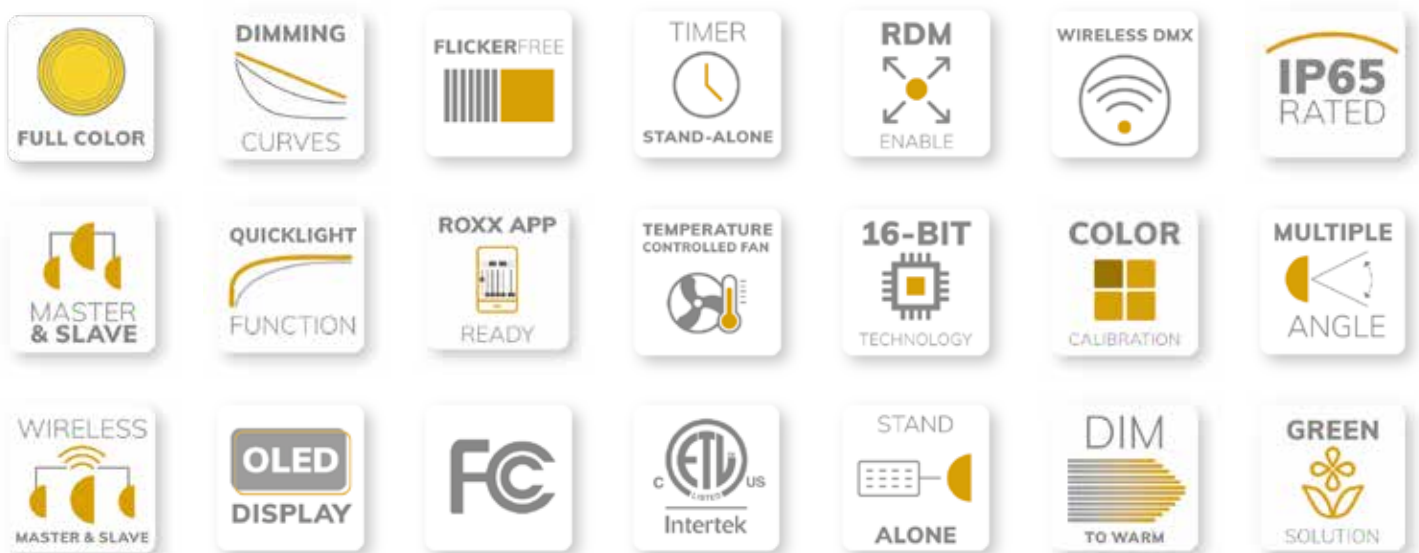 FULL COLOR
DIMMING
CURVES
FLICKERFREE
TIMER
STAND-ALONE
RDM
ENABLE
WIRELESS DMX
IP65
RATED
MASTER
& SLAVE
QUICKLIGHT
FUNCTION
ROXX APP
READY
TEMPERATURE
CONTROLLED FAN
16-BIT
TECHNOLOGY
COLOR
CALIBRATION
MULTIPLE
ANGLE
WIRELESS
MASTER & SLAVE
OLED
DISPLAY
FC
C ETL US
LISTED
Intertek
STAND
ALONE
DIM
TO WARM
GREEN
SOLUTION